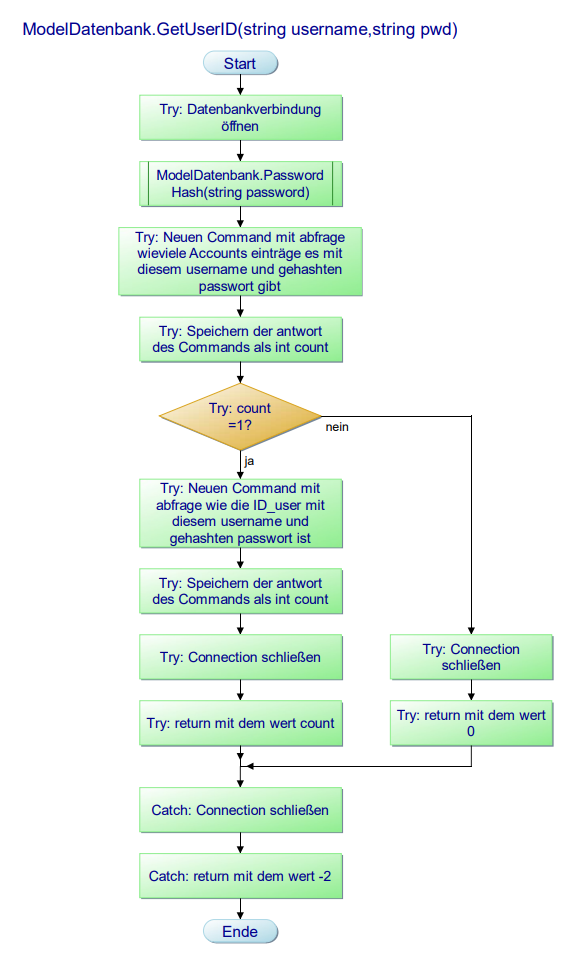 ModelDatenbank.GetUserID(string username,string pwd)
Start
Try: Datenbankverbindung
öffnen
ModelDatenbank.Password
Hash(string password)
Try: Neuen Command mit abfrage
wieviele Accounts einträge es mit
diesem username und gehashten
passwort gibt
Try: Speichern der antwort
des Commands als int count
Try: count
=1?
nein
ja
Try: Neuen Command mit
abfrage wie die ID_user mit
diesem username und
gehashten passwort ist
Try: Speichern der antwort
des Commands als int count
Try: Connection schließen
Try: Connection
schließen
Try: return mit dem wert count
Try: return mit dem wert
0
Catch: Connection schließen
Catch: return mit dem wert -2
Ende